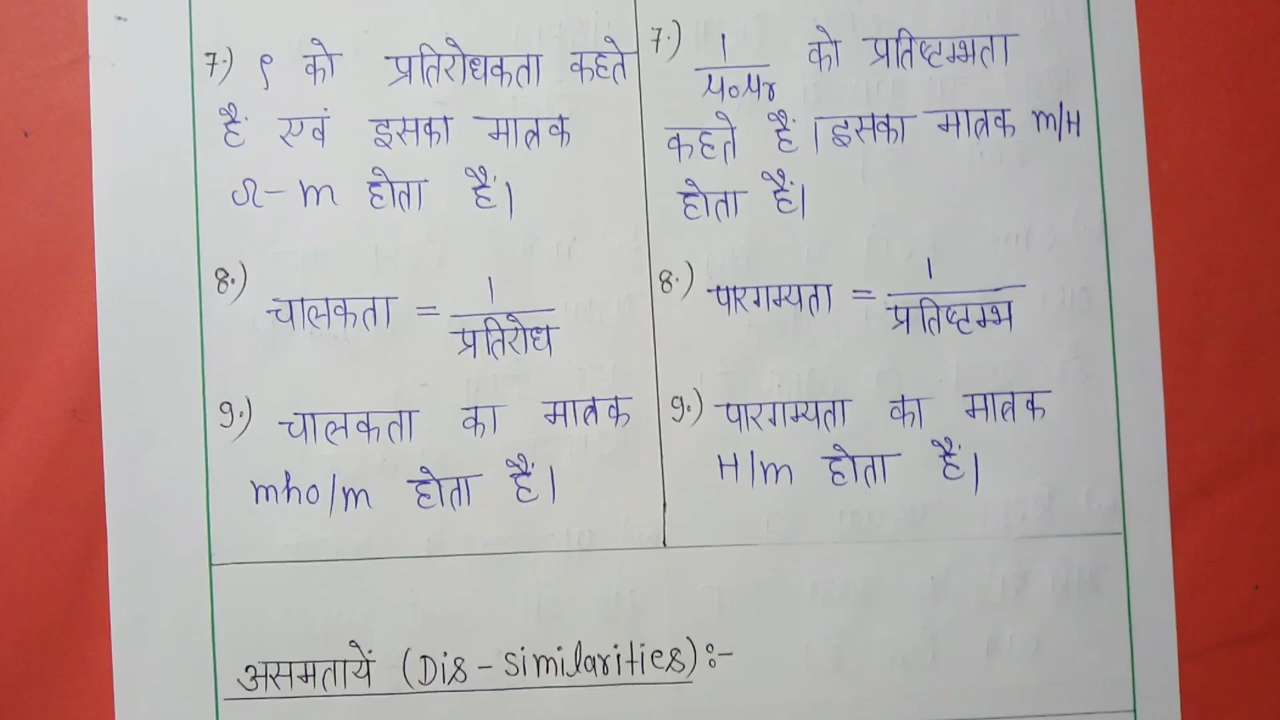 7.) ρ को प्रतिरोधकता कहते
हैं एवं इसका मात्रक
Ω-m होता हैं।
8.) चालकता = 1/प्रतिरोध
9.) चालकता का मात्रक
mho/m होता हैं।
7.) 1/μ०μr को प्रतिष्टम्भता
कहते हैं। इसका मात्रक m/H
होता हैं।
8.) पारगम्यता = 1/प्रतिष्टम्भ
9.) पारगम्यता का मात्रक
H/m होता हैं।
असमतायें (Dis-similarities):-